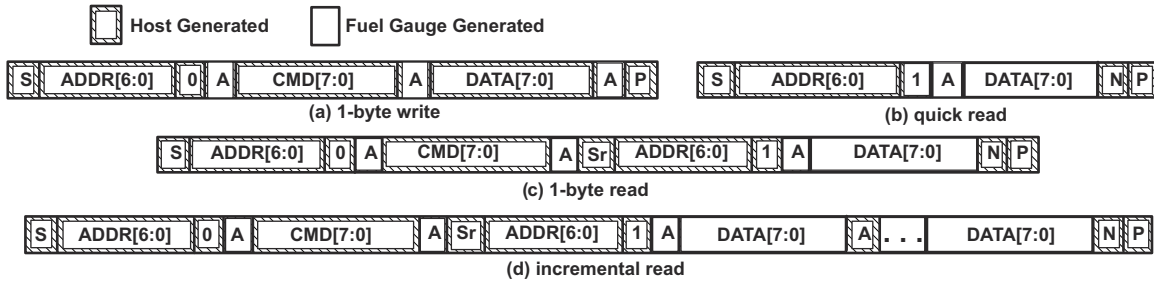 Host Generated Fuel Gauge Generated
S ADDR[6:0] 0 A CMD[7:0] A DATA[7:0] A P
(a) 1-byte write
S ADDR[6:0] 1 A DATA[7:0] N P
(b) quick read
S ADDR[6:0] 0 A CMD[7:0] A Sr ADDR[6:0] 1 A DATA[7:0] N P
(c) 1-byte read
S ADDR[6:0] 0 A CMD[7:0] A Sr ADDR[6:0] 1 A DATA[7:0] A . . . DATA[7:0] N P
(d) incremental read